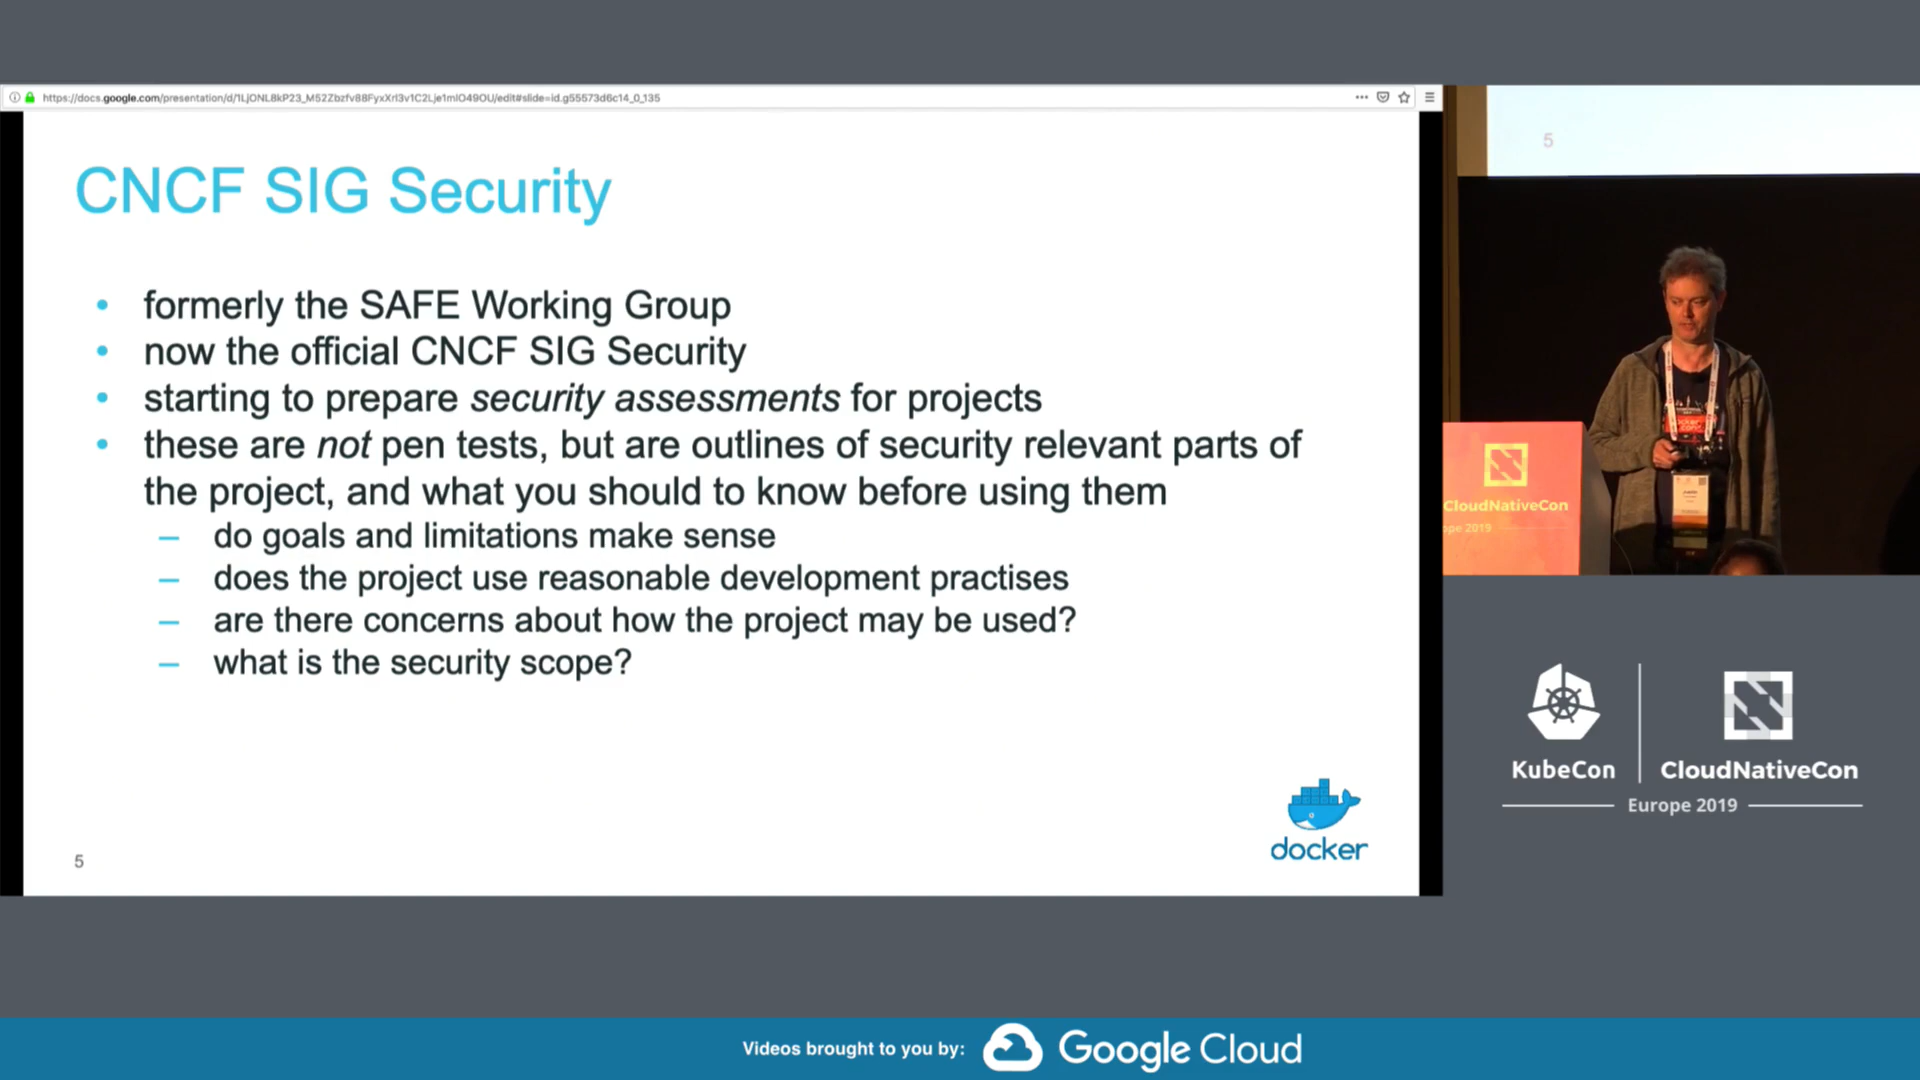 https://docs.google.com/presentation/d/1LjONL8kP23_M52Zbzfv88FyxXrI3v1C2Lje1mIO49OU/edit#slide=id.g55573d6c14_0_135
CNCF SIG Security
• formerly the SAFE Working Group
• now the official CNCF SIG Security
• starting to prepare security assessments for projects
• these are not pen tests, but are outlines of security relevant parts of
the project, and what you should to know before using them
– do goals and limitations make sense
– does the project use reasonable development practises
– are there concerns about how the project may be used?
– what is the security scope?
docker
5
5
CloudNativeCon
ope 2019
KubeCon
CloudNativeCon
Europe 2019
Videos brought to you by:
Google Cloud